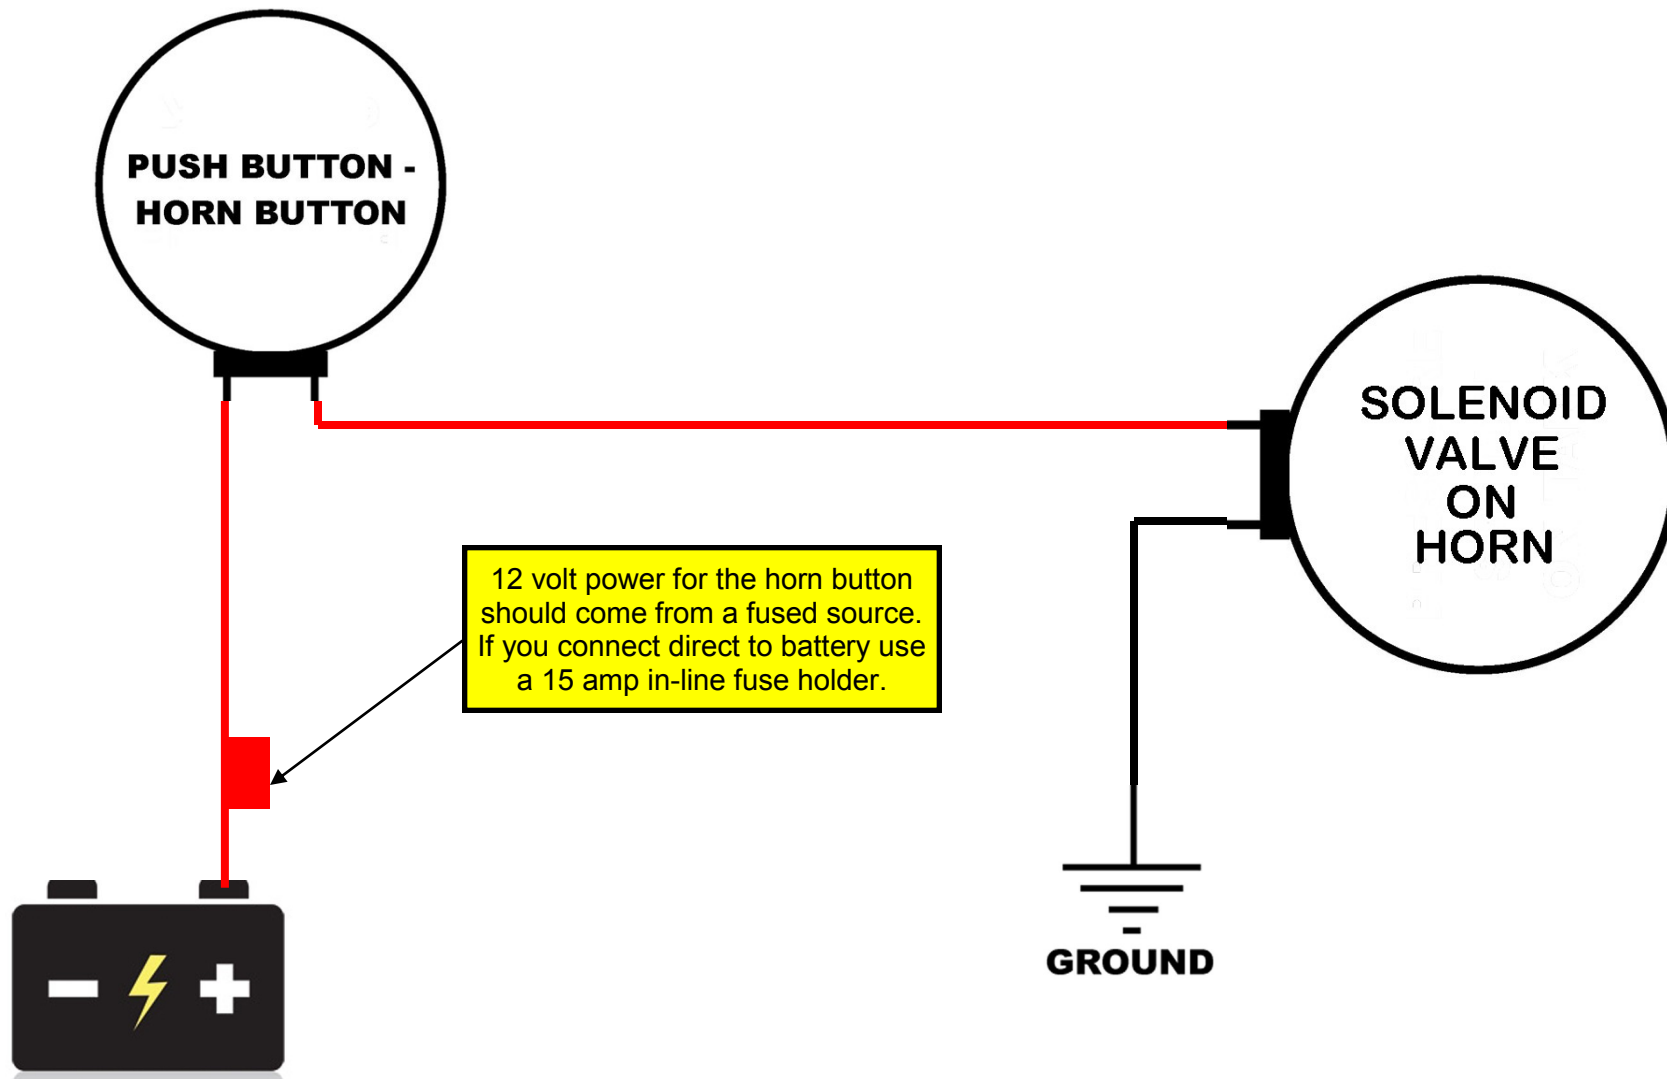 PUSH BUTTON -
HORN BUTTON
SOLENOID
VALVE
ON
HORN
12 volt power for the horn button
should come from a fused source.
If you connect direct to battery use
a 15 amp in-line fuse holder.
GROUND
- +